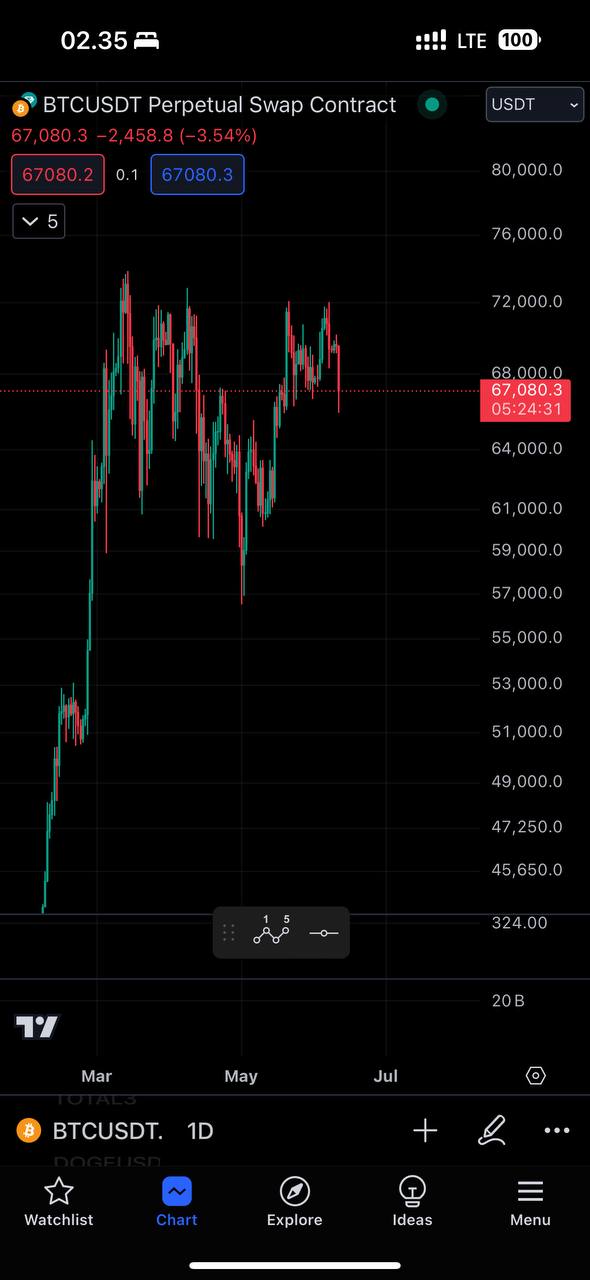 02.35 LTE 100
BTCUSDT Perpetual Swap Contract USDT
67,080.3 −2,458.8 (−3.54%)
67080.2 0.1 67080.3
5
80,000.0
76,000.0
72,000.0
68,000.0
67,080.3
05:24:31
64,000.0
61,000.0
59,000.0
57,000.0
55,000.0
53,000.0
51,000.0
49,000.0
47,250.0
45,650.0
1 5
324.00
20 B
Mar May Jul
TOTAL3
BTCUSDT. 1D
DOGEUSD
Watchlist Chart Explore Ideas Menu